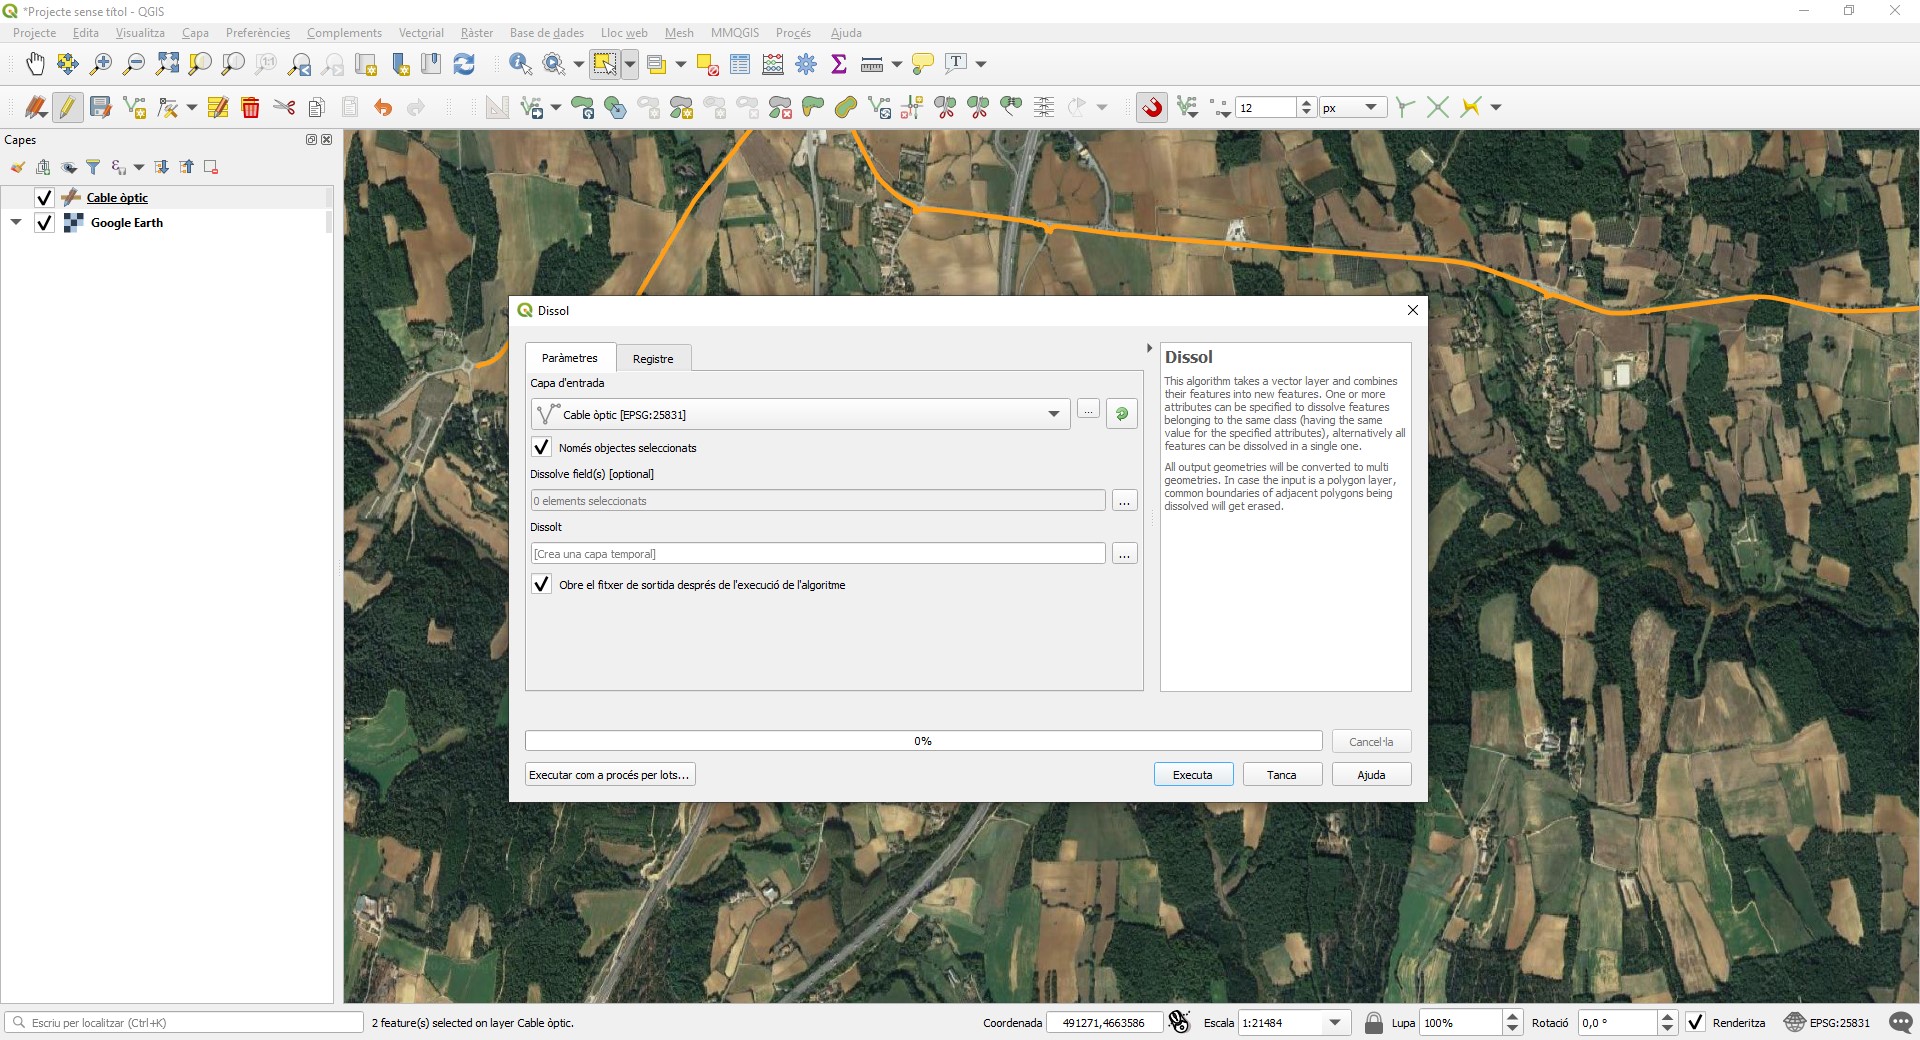 *Projecte sense títol - QGIS
Projecte Edita Visualitza Capa Preferències Complements Vectorial Ràster Base de dades Lloc web Mesh MMQGIS Procés Ajuda
12 px
Capes
Cable òptic
Google Earth
Dissol
Paràmetres Registre
Capa d'entrada
Cable òptic [EPSG:25831]
...
Només objectes seleccionats
Dissolve field(s) [optional]
0 elements seleccionats
...
Dissolt
[Crea una capa temporal]
...
Obre el fitxer de sortida després de l'execució de l'algoritme
Dissol
This algorithm takes a vector layer and combines
their features into new features. One or more
attributes can be specified to dissolve features
belonging to the same class (having the same
value for the specified attributes), alternatively all
features can be dissolved in a single one.
All output geometries will be converted to multi
geometries. In case the input is a polygon layer,
common boundaries of adjacent polygons being
dissolved will get erased.
0%
Cancel·la
Executar com a procés per lots...
Executa Tanca Ajuda
Escriu per localitzar (Ctrl+K)
2 feature(s) selected on layer Cable òptic.
Coordenada 491271,4663586 Escala 1:21484 Lupa 100% Rotació 0,0 ° Renderitza EPSG:25831